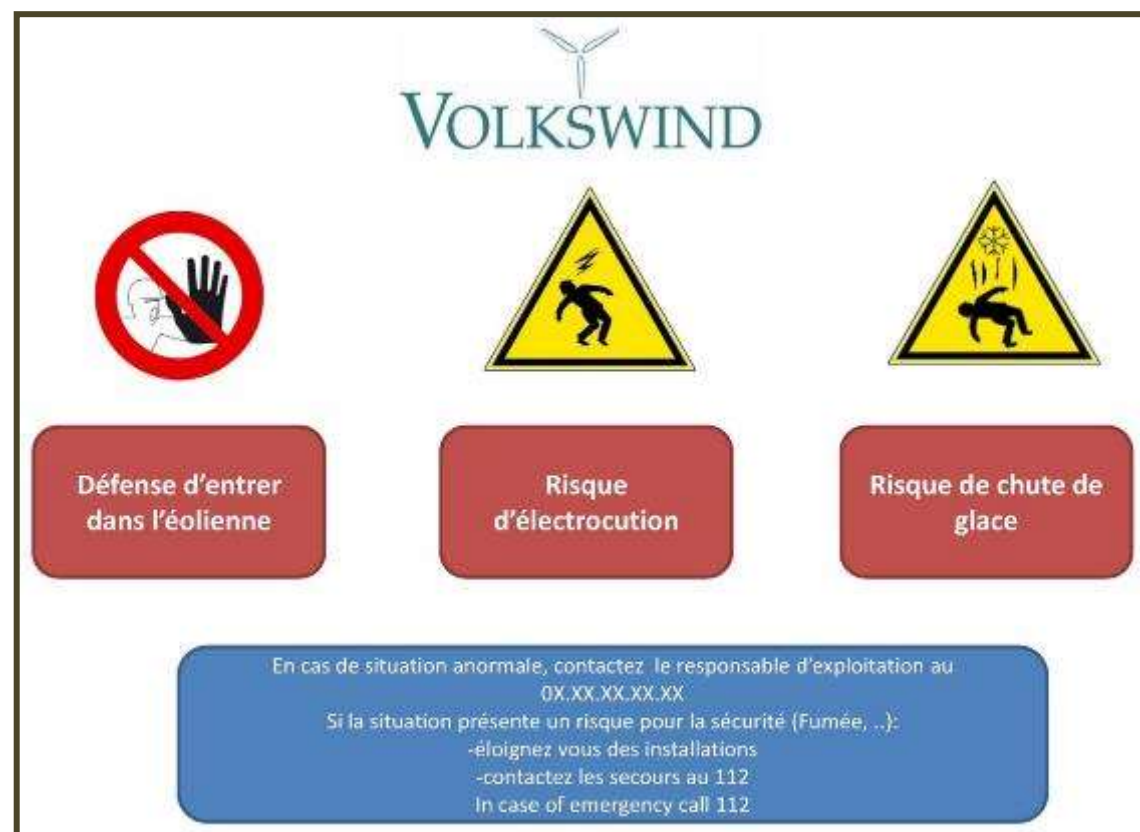 VOLKSWIND
Défense d'entrer
dans l'éolienne
Risque
d'électrocution
Risque de chute de
glace
En cas de situation anormale, contactez le responsable d'exploitation au
0X.XX.XX.XX.XX
Si la situation présente un risque pour la sécurité (Fumée, ..):
-éloignez vous des installations
-contactez les secours au 112
In case of emergency call 112